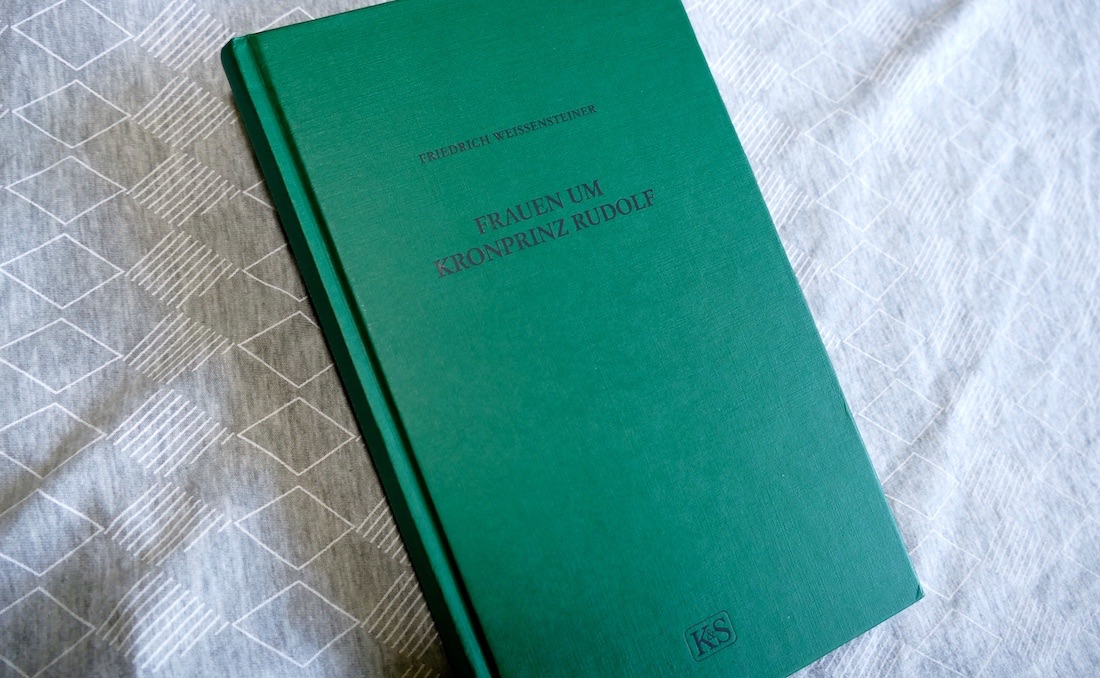 FRIEDRICH WEISSENSTEINER
FRAUEN UM
KRONPRINZ RUDOLF
K&S